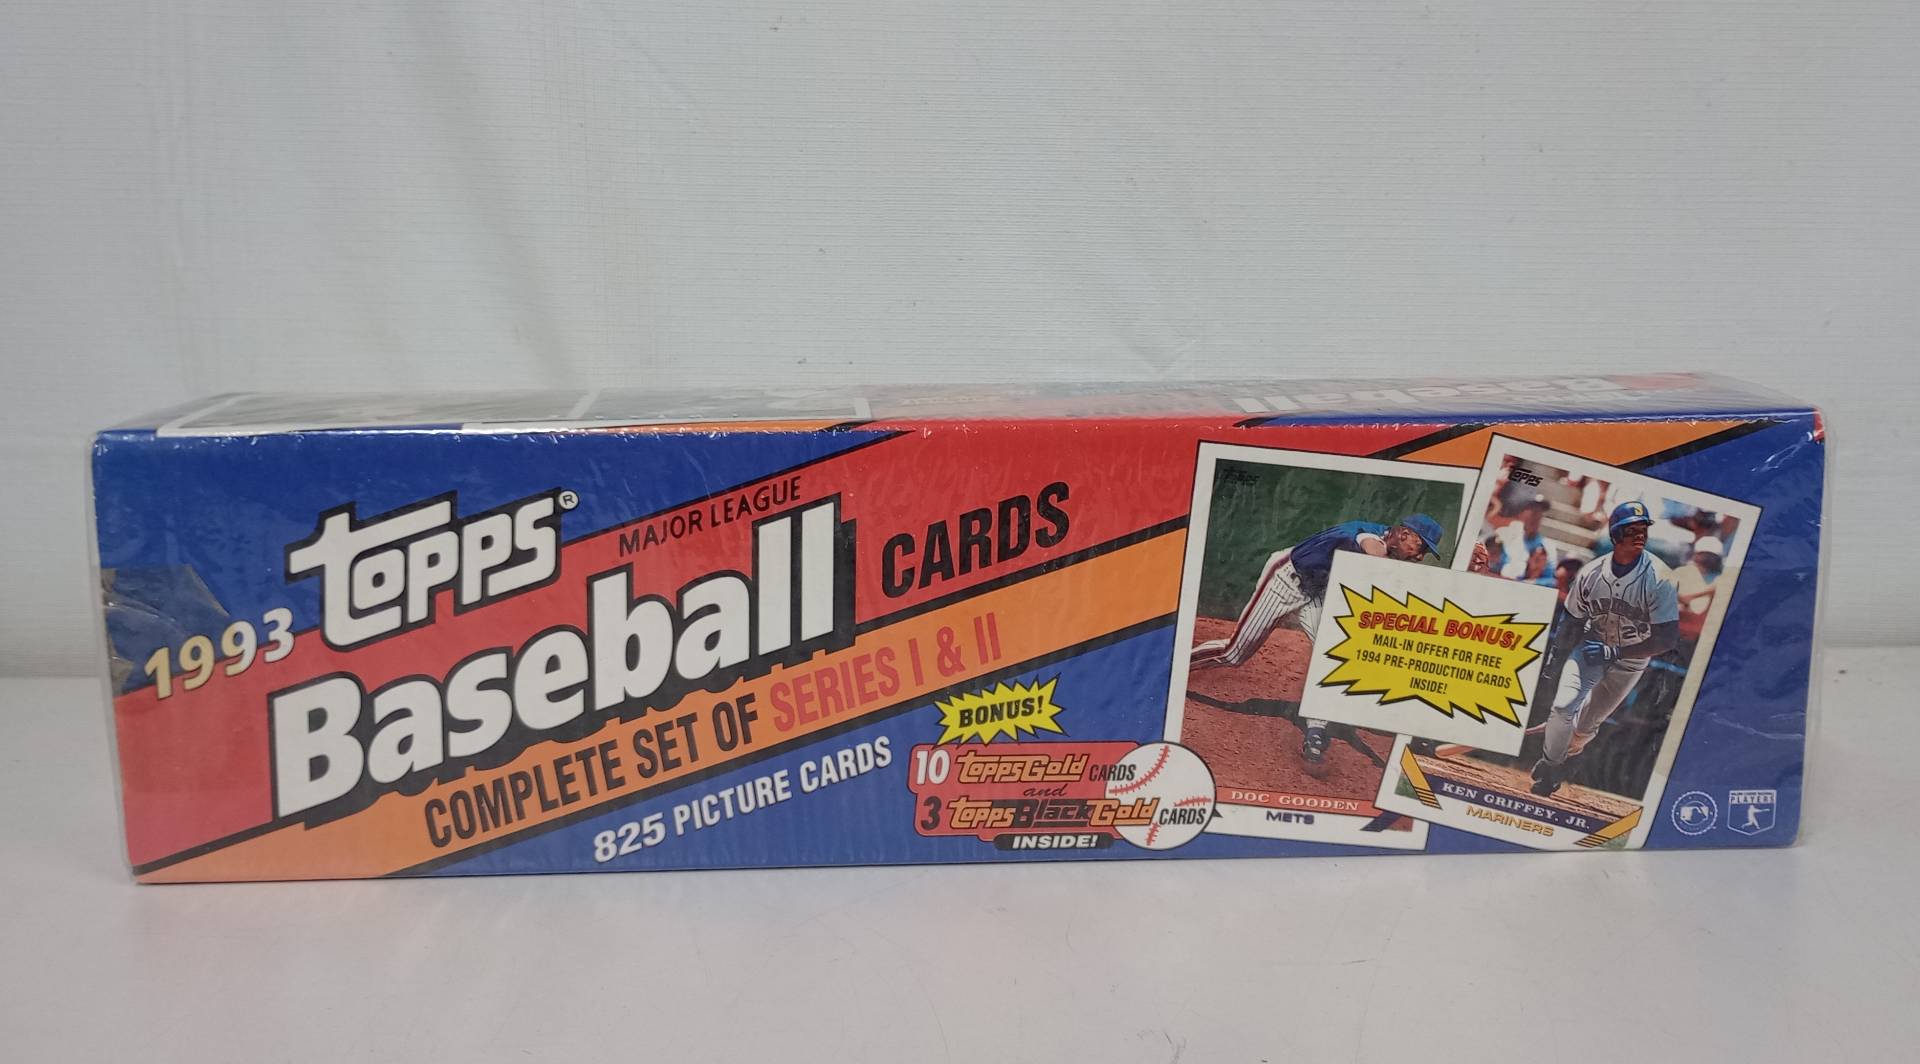 1993 Topps®
MAJOR LEAGUE
Baseball CARDS
COMPLETE SET OF SERIES I & II
825 PICTURE CARDS
BONUS!
10 Topps Gold CARDS
and
3 Topps Black Gold CARDS
INSIDE!
Topps
DOC GOODEN
METS
SPECIAL BONUS!
MAIL-IN OFFER FOR FREE
1994 PRE-PRODUCTION CARDS
INSIDE!
Topps
KEN GRIFFEY, JR.
MARINERS
PLAYERS
Baseball